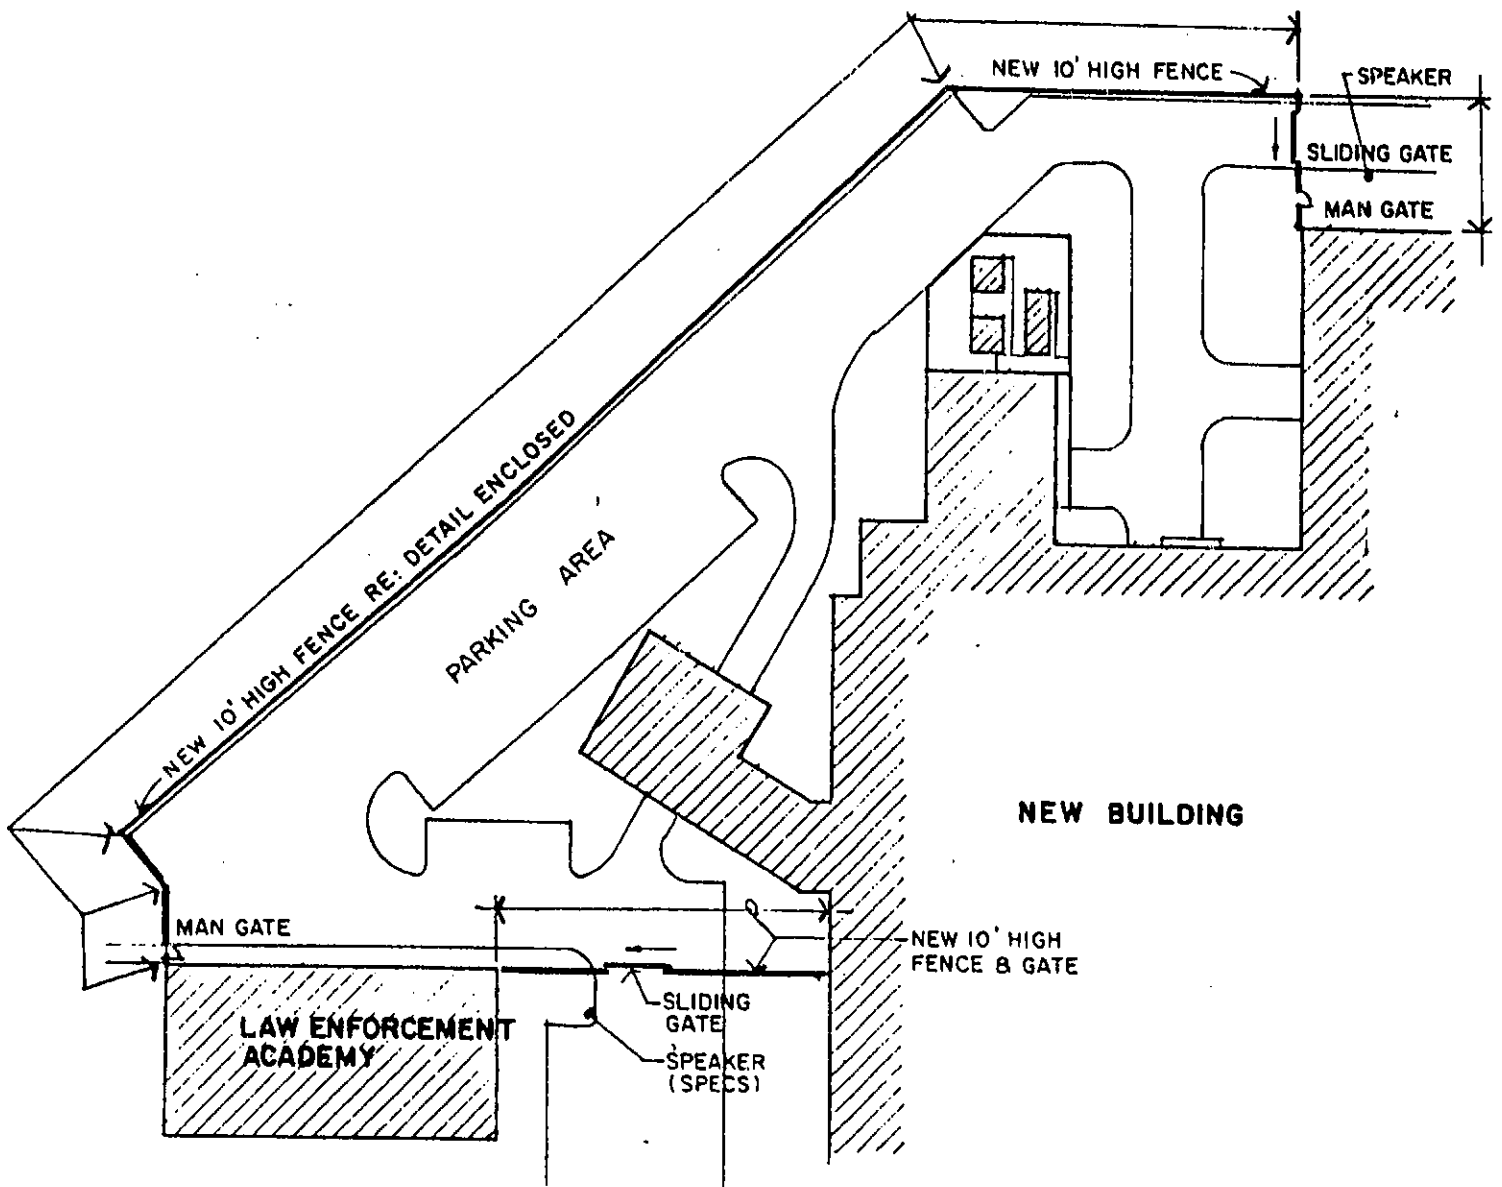 NEW 10' HIGH FENCE
SPEAKER
SLIDING GATE
MAN GATE
NEW 10' HIGH FENCE RE: DETAIL ENCLOSED
PARKING AREA
NEW BUILDING
MAN GATE
NEW 10' HIGH
FENCE & GATE
SLIDING
GATE
LAW ENFORCEMENT
ACADEMY
SPEAKER
(SPECS)